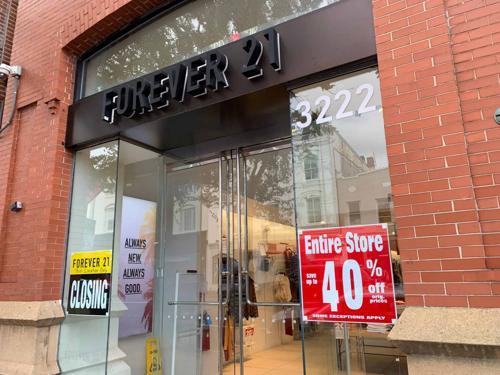 FOREVER 21
3222
ALWAYS
NEW.
ALWAYS
GOOD.
FOREVER 21
CLOSING
Entire Store
save up to
40% off
orig. prices
SOME EXCEPTIONS APPLY